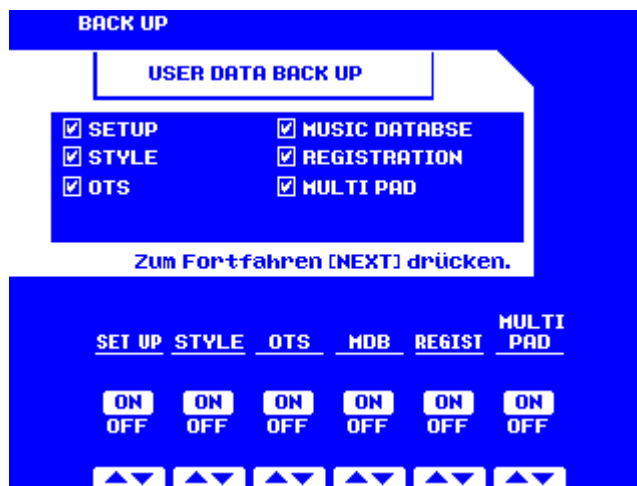 BACK UP
USER DATA BACK UP
SETUP
MUSIC DATABSE
STYLE
REGISTRATION
OTS
MULTI PAD
Zum Fortfahren [NEXT] drücken.
SET UP STYLE OTS MDB REGIST MULTI PAD
ON ON ON ON ON ON
OFF OFF OFF OFF OFF OFF